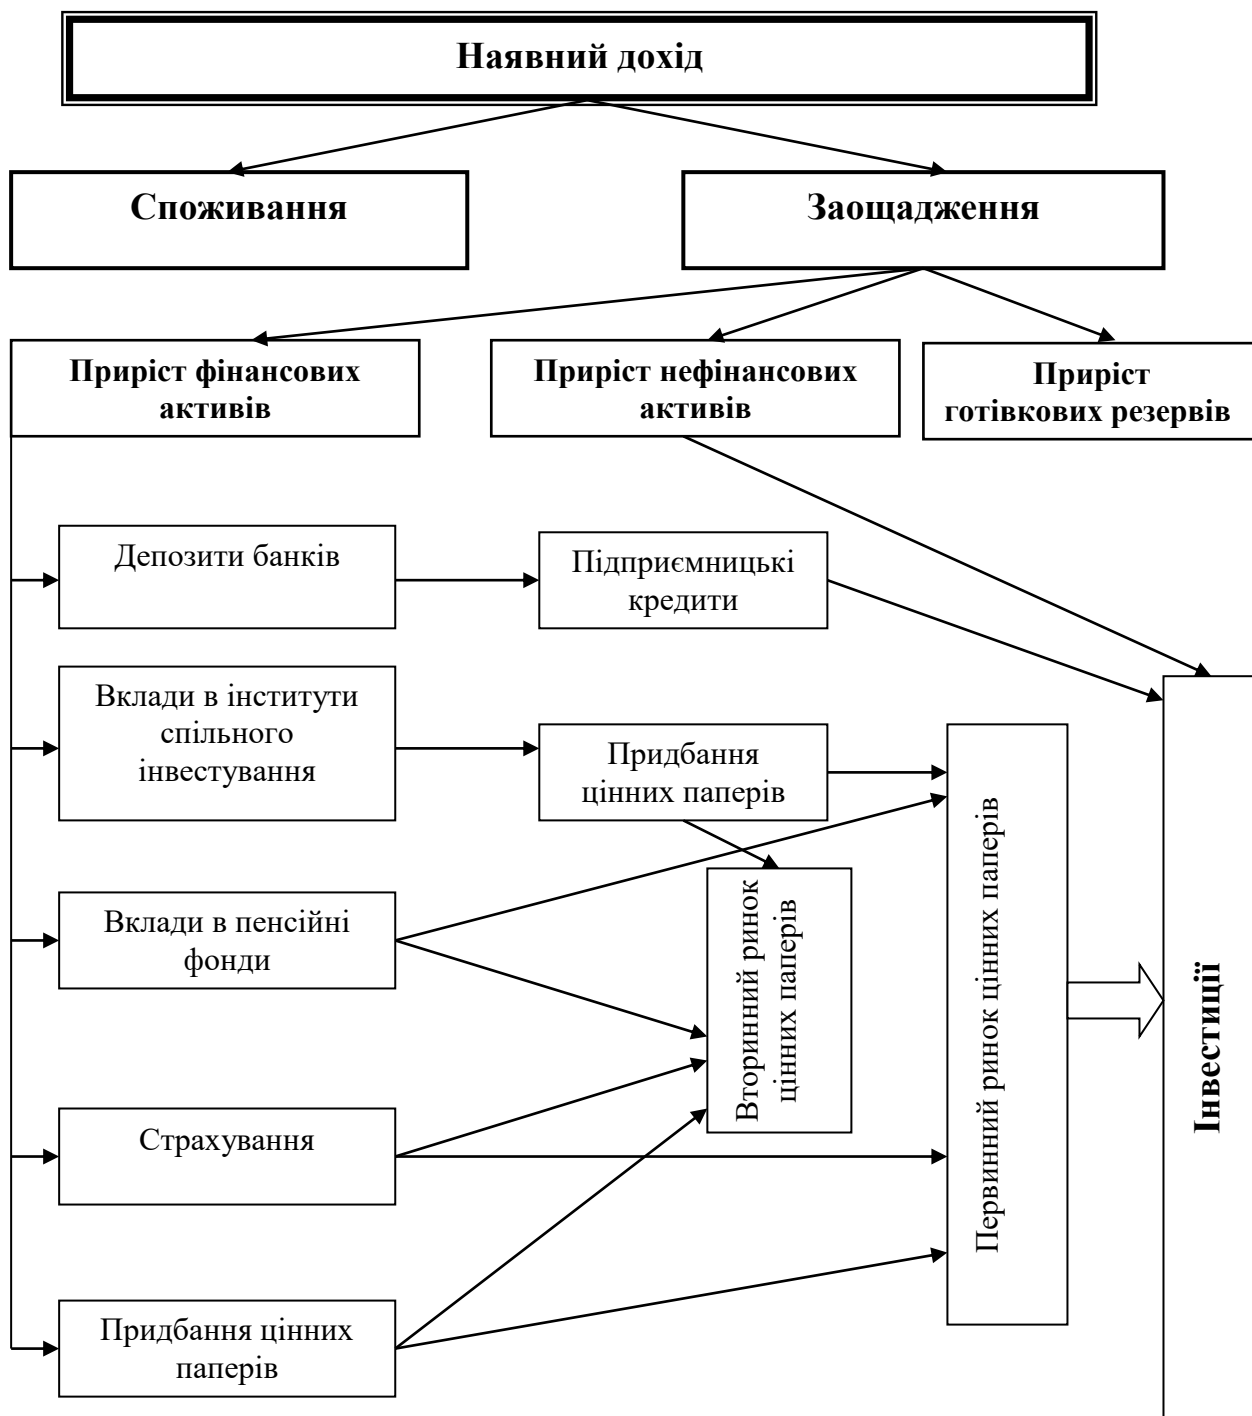 Наявний дохід
Споживання
Заощадження
Приріст фінансових
активів
Приріст нефінансових
активів
Приріст
готівкових резервів
Депозити банків
Підприємницькі
кредити
Вклади в інститути
спільного
інвестування
Придбання
цінних паперів
Вклади в пенсійні
фонди
Вторинний ринок
цінних паперів
Первинний ринок цінних паперів
Інвестиції
Страхування
Придбання цінних
паперів